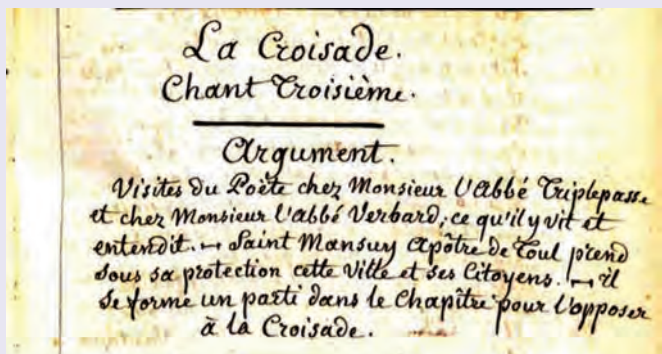 La Croisade.
Chant Troisième.
Argument.
Visites du Poëte chez Monsieur l'Abbé Triplepasse
et chez Monsieur l'Abbé Verbard; ce qu'il y vit et
entendit. — Saint Mansuy Apôtre de Toul prend
sous sa protection cette Ville et ses Citoyens. — il
se forme un parti dans le Chapître pour l'opposer
à la Croisade.